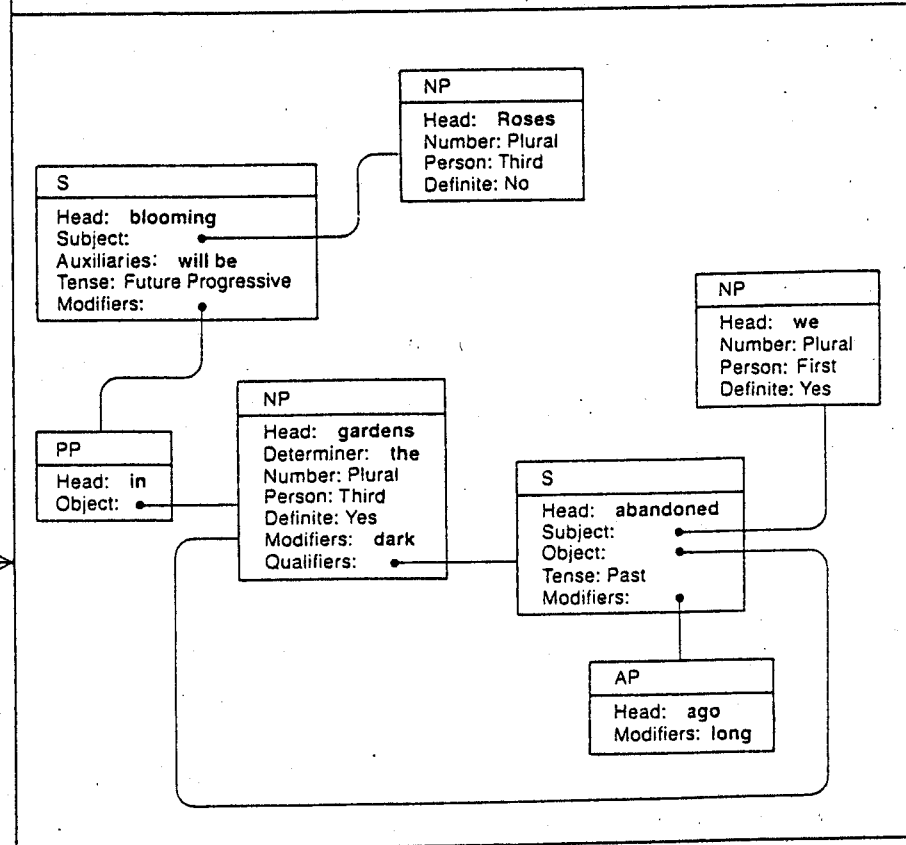 NP
Head: Roses
Number: Plural
Person: Third
Definite: No
S
Head: blooming
Subject:
Auxiliaries: will be
Tense: Future Progressive
Modifiers:
NP
Head: we
Number: Plural
Person: First
Definite: Yes
NP
Head: gardens
Determiner: the
Number: Plural
Person: Third
Definite: Yes
Modifiers: dark
Qualifiers:
PP
Head: in
Object:
S
Head: abandoned
Subject:
Object:
Tense: Past
Modifiers:
AP
Head: ago
Modifiers: long